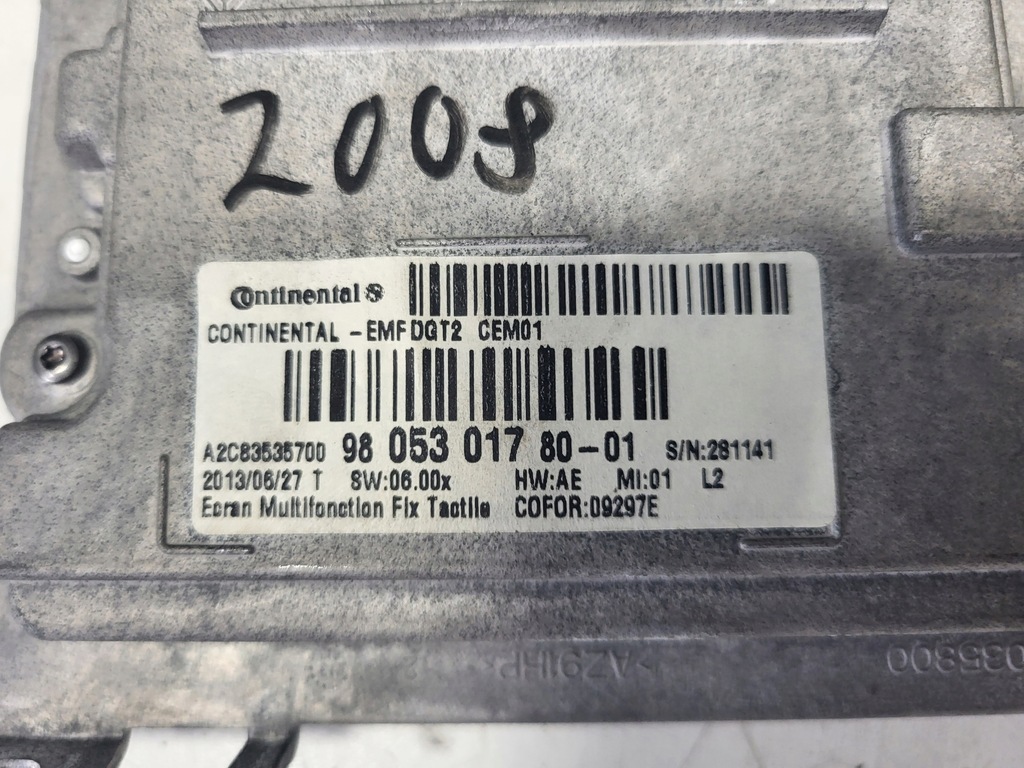 2008
Continental
CONTINENTAL - EMF DGT2 CEM01
A2C83535700 98 053 017 80-01 S/N:281141
2013/06/27 T SW:06.00x HW:AE MI:01 L2
Ecran Multifonction Fix Tactile COFOR:09297E
>AZ91HP<